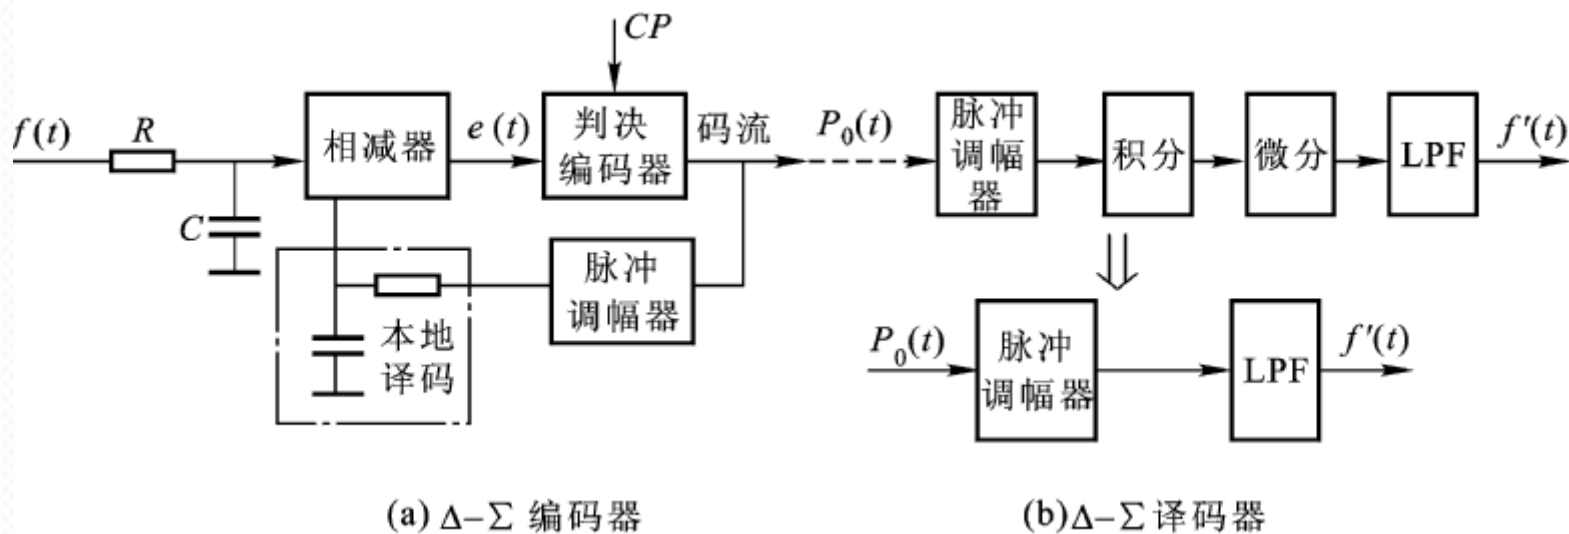 CP
f(t)
R
相减器
e(t)
判决
编码器
码流
P₀(t)
脉冲
调幅
器
积分
微分
LPF
f′(t)
C
本地
译码
脉冲
调幅器
P₀(t)
脉冲
调幅器
LPF
f′(t)
(a) Δ–Σ 编码器
(b)Δ–Σ译码器